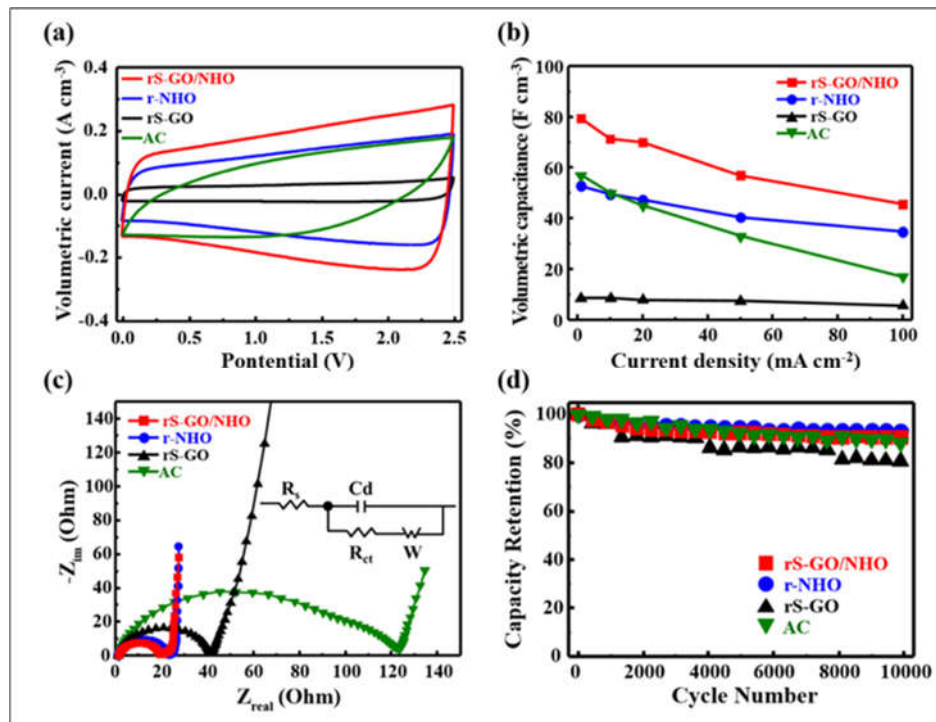 (a)
rS-GO/NHO
r-NHO
rS-GO
AC
Volumetric current (A cm⁻³)
0.4
0.2
0.0
-0.2
-0.4
0.0 0.5 1.0 1.5 2.0 2.5
Pontential (V)
(b)
rS-GO/NHO
r-NHO
rS-GO
AC
Volumetric capacitance (F cm⁻³)
100
80
60
40
20
0
0 20 40 60 80 100
Current density (mA cm⁻²)
(c)
rS-GO/NHO
r-NHO
rS-GO
AC
-Z_im (Ohm)
140
120
100
80
60
40
20
0
R_s Cd
R_ct W
0 20 40 60 80 100 120 140
Z_real (Ohm)
(d)
Capacity Retention (%)
100
80
60
40
20
0
rS-GO/NHO
r-NHO
rS-GO
AC
0 2000 4000 6000 8000 10000
Cycle Number